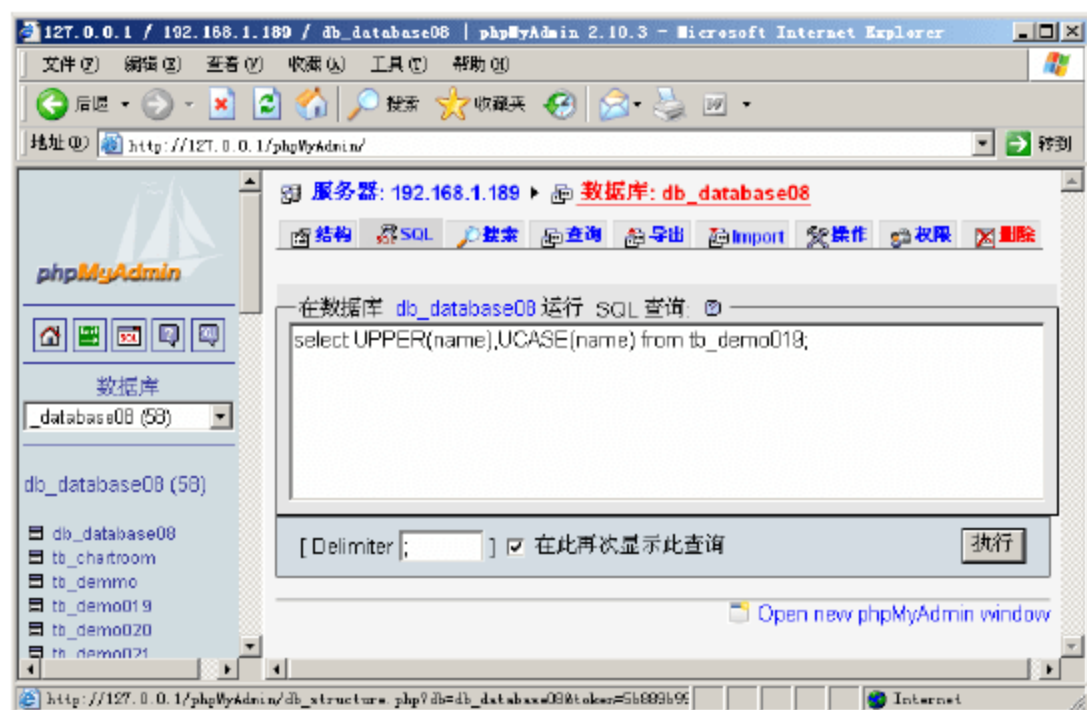 127.0.0.1 / 192.168.1.189 / db_database08 | phpMyAdmin 2.10.3 - Microsoft Internet Explorer
文件(F) 编辑(E) 查看(V) 收藏(A) 工具(T) 帮助(H)
后退 搜索 收藏夹
地址(D) http://127.0.0.1/phpMyAdmin/ 转到
phpMyAdmin
SQL
数据库
_database08 (58)
db_database08 (58)
db_database08
tb_chartroom
tb_demmo
tb_demo019
tb_demo020
tb_demo021
服务器: 192.168.1.189 数据库: db_database08
结构 SQL 搜索 查询 导出 Import 操作 权限 删除
在数据库 db_database08 运行 SQL 查询:
select UPPER(name),UCASE(name) from tb_demo019;
[ Delimiter ; ] 在此再次显示此查询 执行
Open new phpMyAdmin window
http://127.0.0.1/phpMyAdmin/db_structure.php?db=db_database08&token=5b889b99 Internet